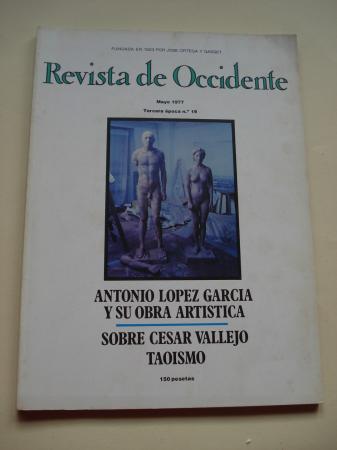 FUNDADA EN 1923 POR JOSE ORTEGA Y GASSET
Revista de Occidente
Mayo 1977
Tercera época n.º 19
ANTONIO LOPEZ GARCIA
Y SU OBRA ARTISTICA
SOBRE CESAR VALLEJO
TAOISMO
150 pesetas